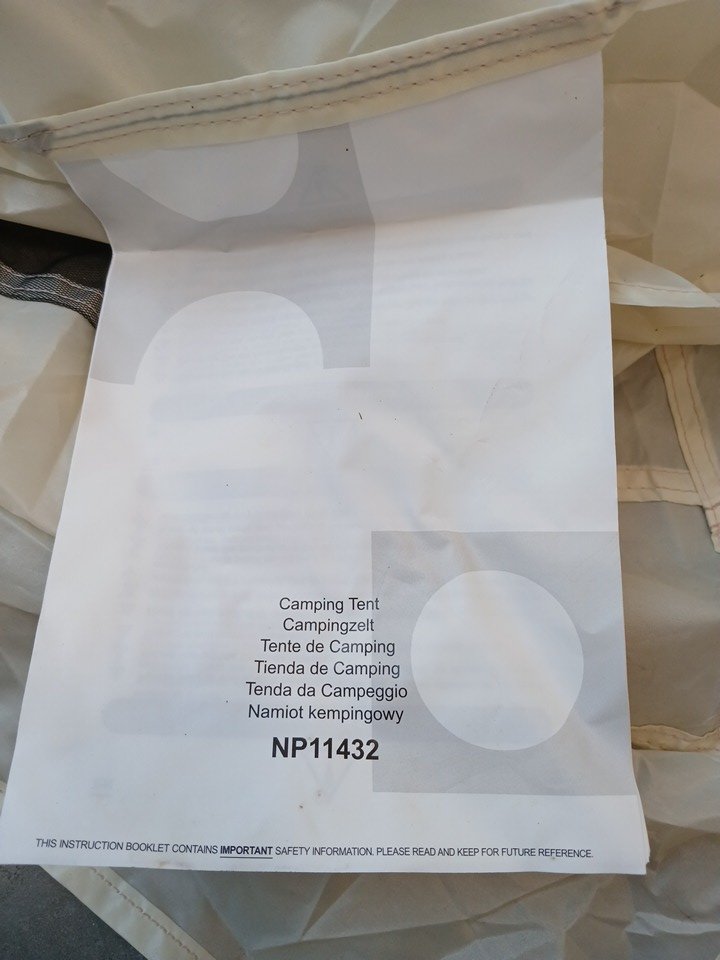 Camping Tent
Campingzelt
Tente de Camping
Tienda de Camping
Tenda da Campeggio
Namiot kempingowy
NP11432
THIS INSTRUCTION BOOKLET CONTAINS IMPORTANT SAFETY INFORMATION. PLEASE READ AND KEEP FOR FUTURE REFERENCE.